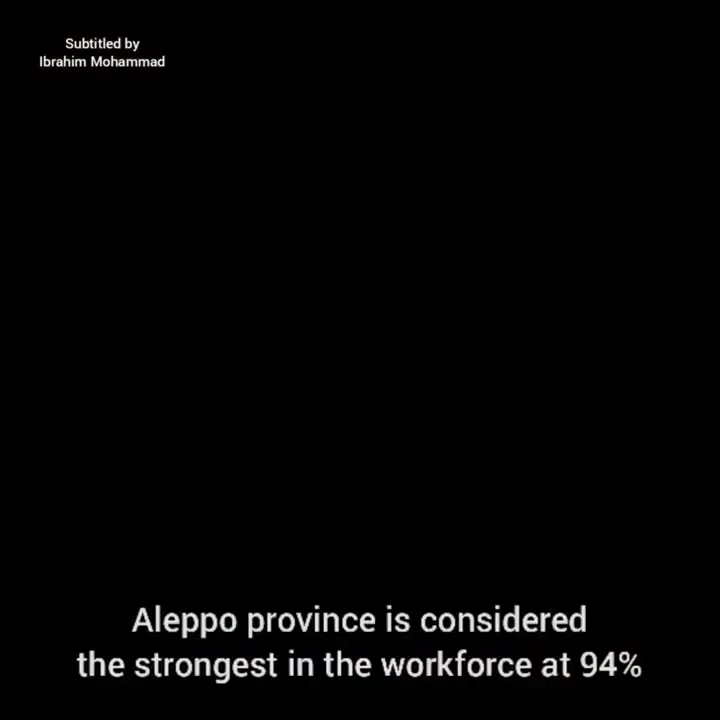 Subtitled by
Ibrahim Mohammad
Aleppo province is considered
the strongest in the workforce at 94%